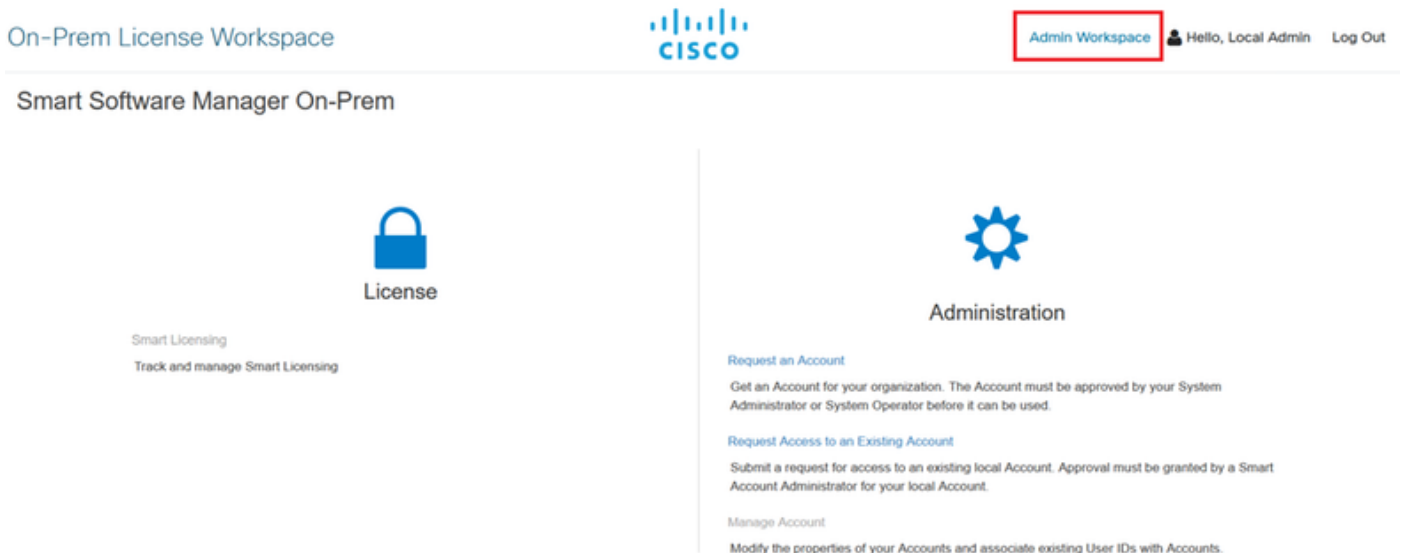 On-Prem License Workspace
CISCO
Admin Workspace Hello, Local Admin Log Out
Smart Software Manager On-Prem
License
Smart Licensing
Track and manage Smart Licensing
Administration
Request an Account
Get an Account for your organization. The Account must be approved by your System
Administrator or System Operator before it can be used.
Request Access to an Existing Account
Submit a request for access to an existing local Account. Approval must be granted by a Smart
Account Administrator for your local Account.
Manage Account
Modify the properties of your Accounts and associate existing User IDs with Accounts.